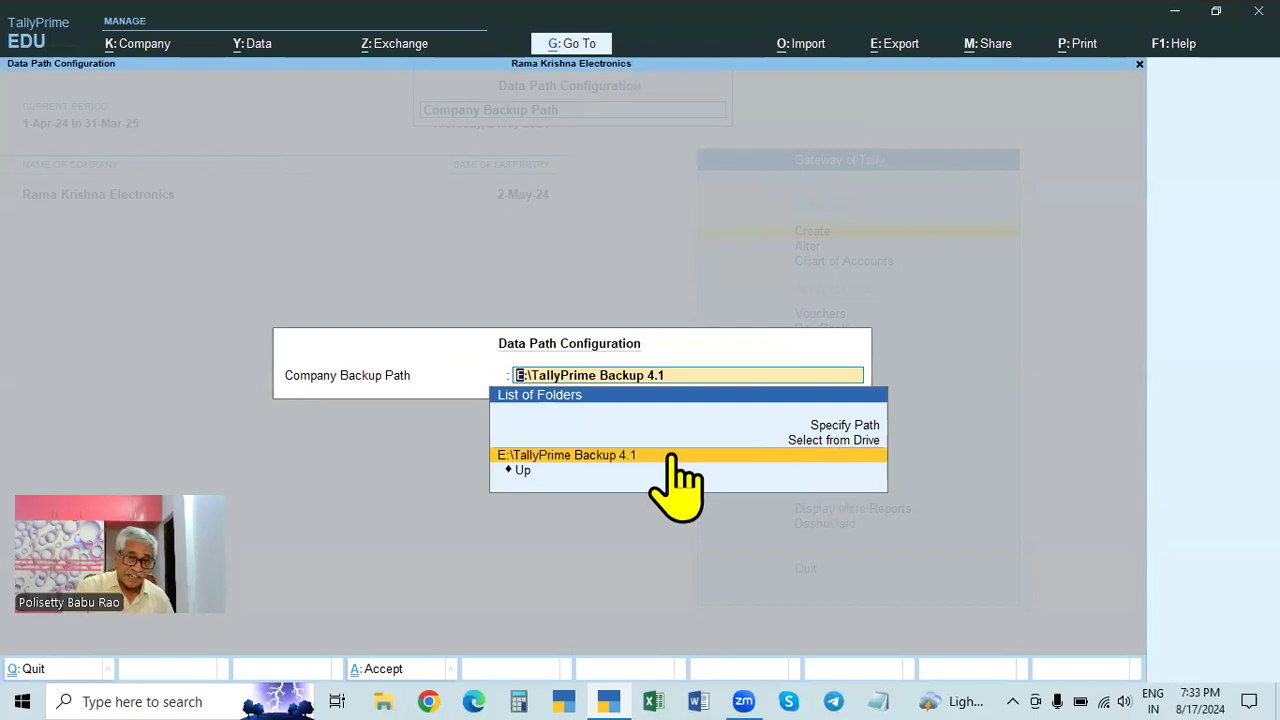 TallyPrime
MANAGE
EDU
K: Company
Y: Data
Z: Exchange
G: Go To
O: Import
E: Export
M: Share
P: Print
F1: Help
Data Path Configuration
Rama Krishna Electronics
Data Path Configuration
CURRENT PERIOD
Company Backup Path
1-Apr-24 to 31-Mar-25
NAME OF COMPANY
DATE OF LAST ENTRY
Gateway of Tally
Rama Krishna Electronics
2-May-24
Create
Alter
CHart of Accounts
Vouchers
Data Path Configuration
Company Backup Path : E:\TallyPrime Backup 4.1
List of Folders
Specify Path
Select from Drive
E:\TallyPrime Backup 4.1
♦ Up
Display More Reports
DashpCard
Quit
Polisetty Babu Rao
Q: Quit
A: Accept
Type here to search
Ligh...
ENG
IN
7:33 PM
8/17/2024